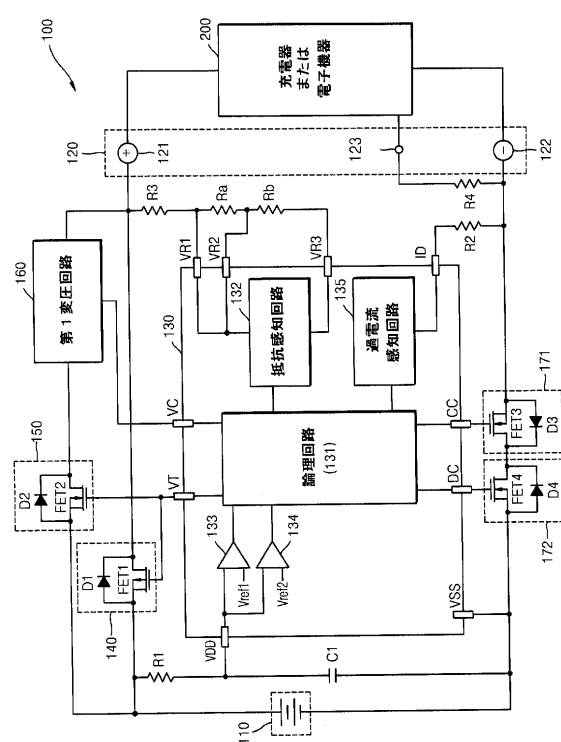 100
200
充電器
または
電子機器
120
121
123
122
R3
Ra
Rb
R4
R2
160
第1変圧回路
VR1
VR2
VR3
ID
130
132
抵抗感知回路
135
過電流
感知回路
VC
VT
CC
DC
論理回路
(131)
150
D2
FET2
171
FET3
D3
133
134
Vref1
Vref2
140
D1
FET1
172
FET4
D4
VDD
VSS
R1
C1
110